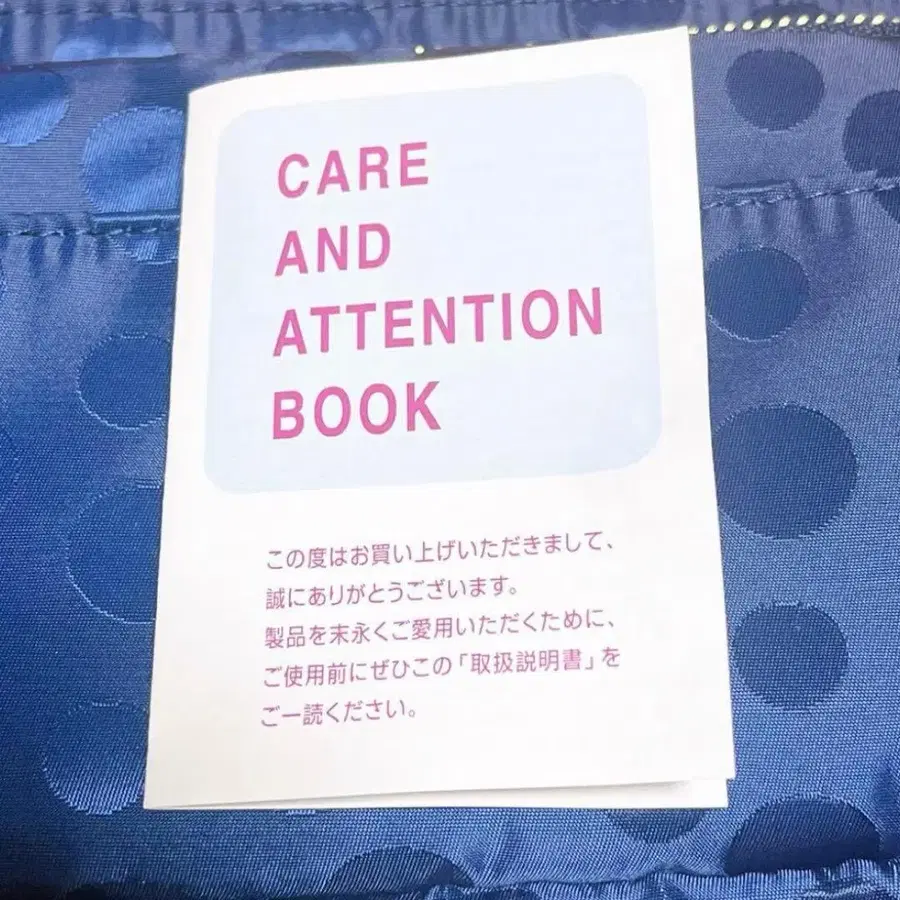 CARE
AND
ATTENTION
BOOK
この度はお買い上げいただきまして、
誠にありがとうございます。
製品を末永くご愛用いただくために、
ご使用前にぜひこの「取扱説明書」を
ご一読ください。